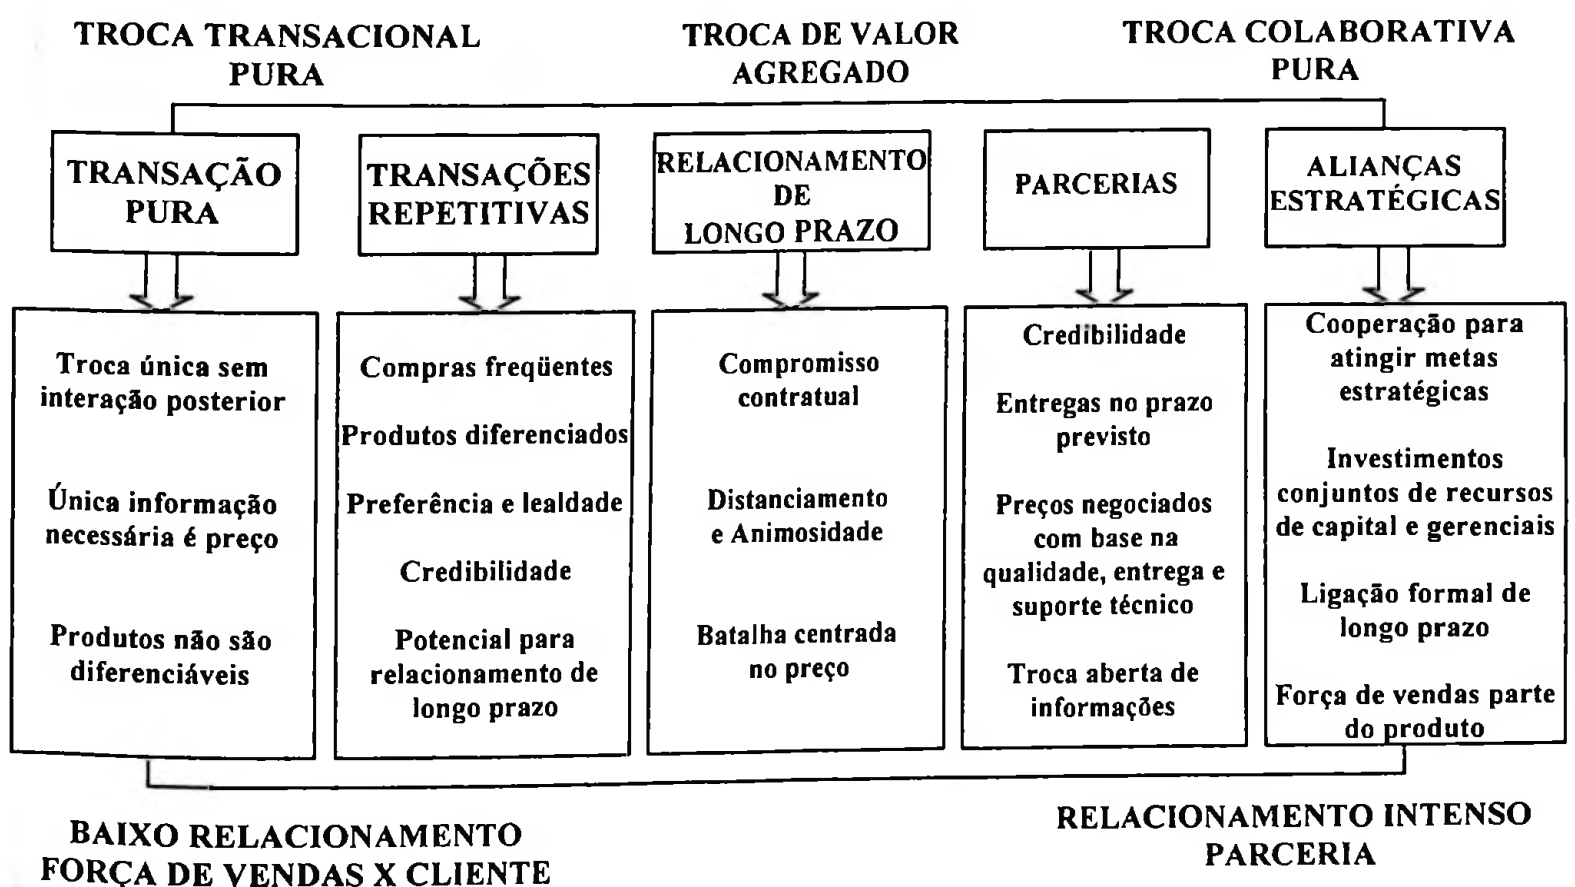 TROCA TRANSACIONAL
PURA
TROCA DE VALOR
AGREGADO
TROCA COLABORATIVA
PURA
TRANSAÇÃO
PURA
TRANSAÇÕES
REPETITIVAS
RELACIONAMENTO
DE
LONGO PRAZO
PARCERIAS
ALIANÇAS
ESTRATÉGICAS
Troca única sem
interação posterior
Única informação
necessária é preço
Produtos não são
diferenciáveis
Compras freqüentes
Produtos diferenciados
Preferência e lealdade
Credibilidade
Potencial para
relacionamento de
longo prazo
Compromisso
contratual
Distanciamento
e Animosidade
Batalha centrada
no preço
Credibilidade
Entregas no prazo
previsto
Preços negociados
com base na
qualidade, entrega e
suporte técnico
Troca aberta de
informações
Cooperação para
atingir metas
estratégicas
Investimentos
conjuntos de recursos
de capital e gerenciais
Ligação formal de
longo prazo
Força de vendas parte
do produto
BAIXO RELACIONAMENTO
FORÇA DE VENDAS X CLIENTE
RELACIONAMENTO INTENSO
PARCERIA